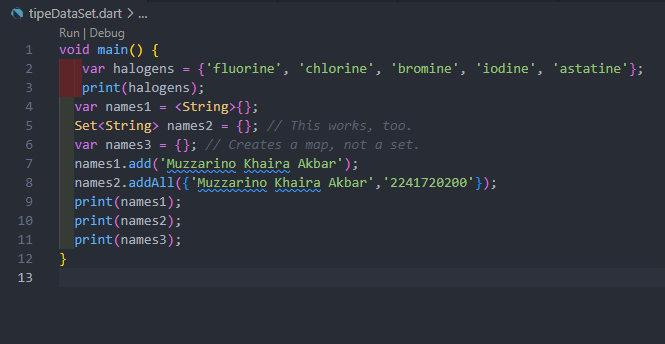 tipeDataSet.dart > ...
Run | Debug
1 void main() {
2 var halogens = {'fluorine', 'chlorine', 'bromine', 'iodine', 'astatine'};
3 print(halogens);
4 var names1 = <String>{};
5 Set<String> names2 = {}; // This works, too.
6 var names3 = {}; // Creates a map, not a set.
7 names1.add('Muzzarino Khaira Akbar');
8 names2.addAll({'Muzzarino Khaira Akbar','2241720200'});
9 print(names1);
10 print(names2);
11 print(names3);
12 }
13